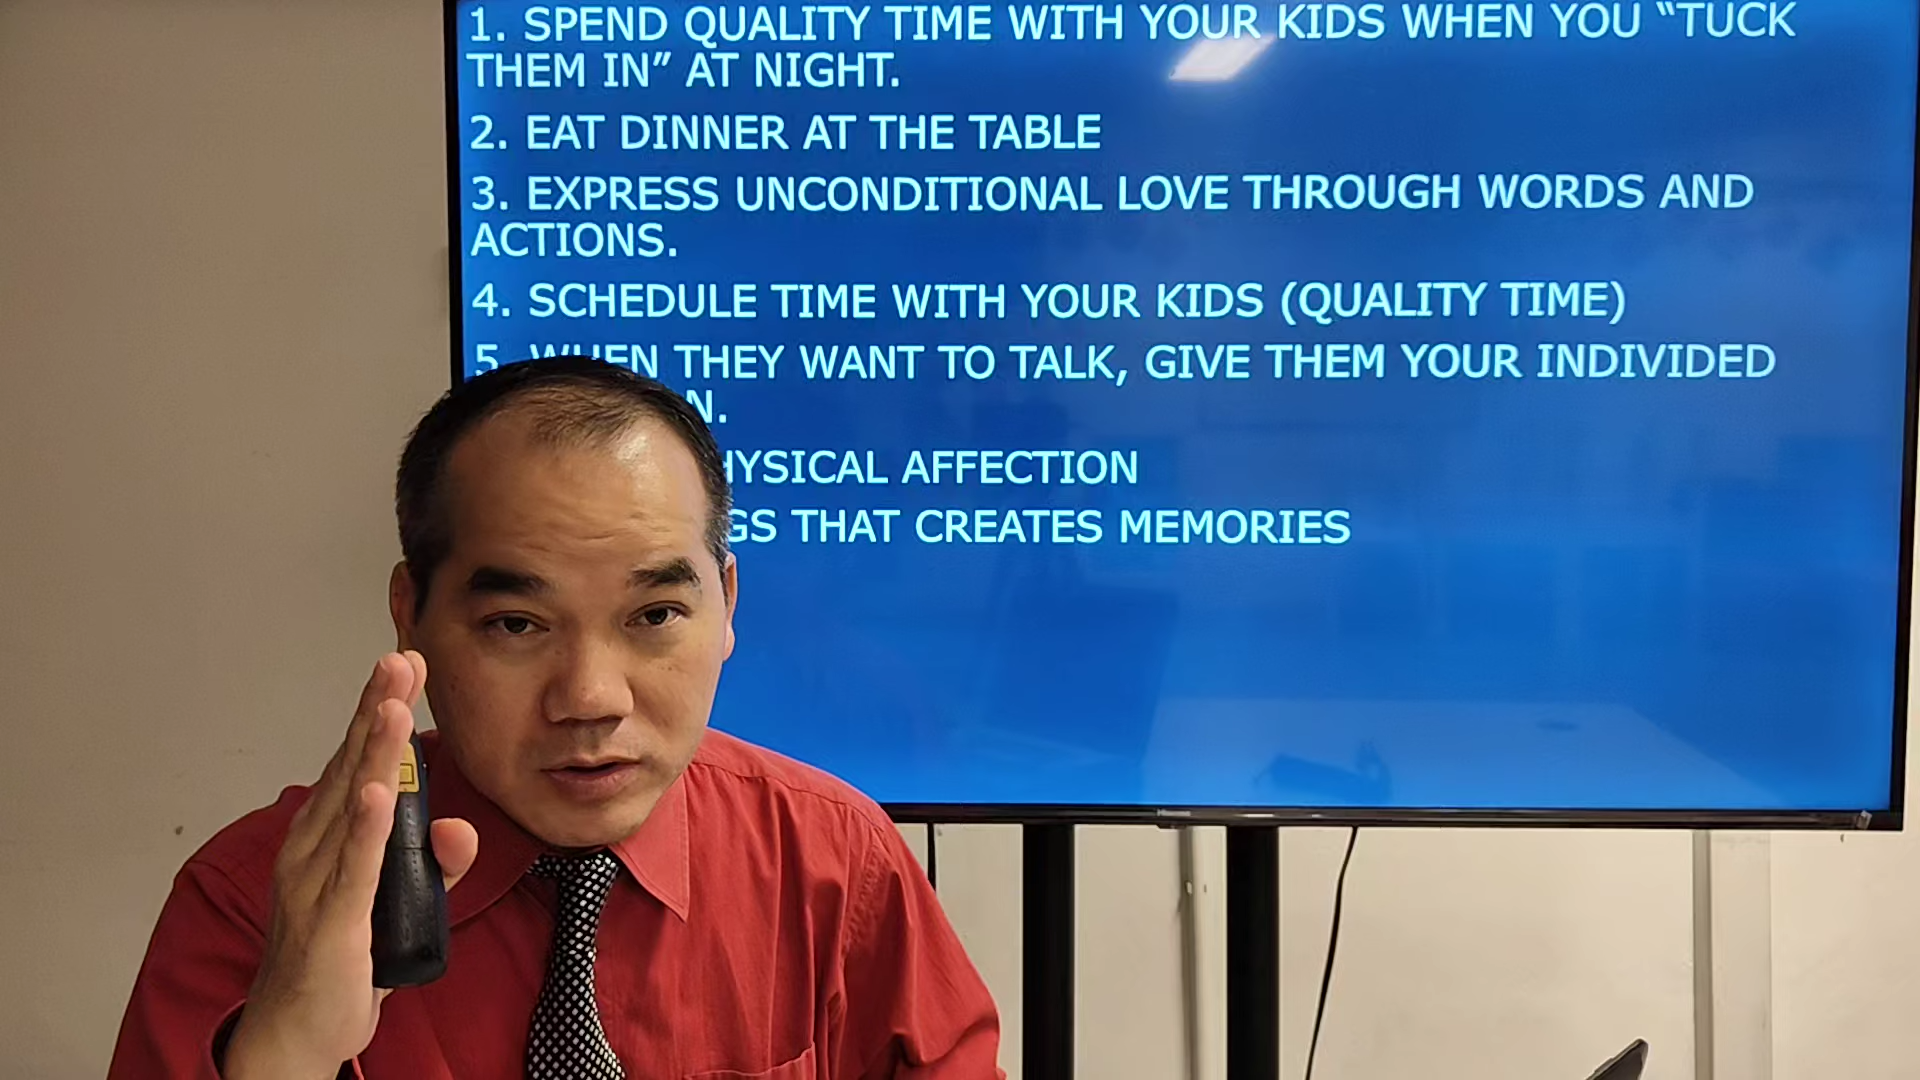 1. SPEND QUALITY TIME WITH YOUR KIDS WHEN YOU “TUCK
THEM IN” AT NIGHT.
2. EAT DINNER AT THE TABLE
3. EXPRESS UNCONDITIONAL LOVE THROUGH WORDS AND
ACTIONS.
4. SCHEDULE TIME WITH YOUR KIDS (QUALITY TIME)
5. WHEN THEY WANT TO TALK, GIVE THEM YOUR INDIVIDED
AFFECTION
THAT CREATES MEMORIES